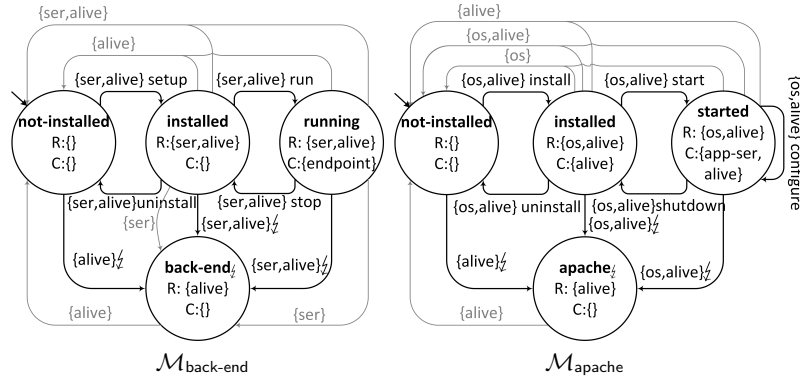 {ser,alive}
{alive}
{ser,alive} setup
{ser,alive} run
not-installed
R:{}
C:{}
installed
R:{ser,alive}
C:{}
running
R: {ser,alive}
C:{endpoint}
{ser,alive}uninstall
{ser,alive} stop
{ser}
{ser,alive}↯
{alive}↯
{ser,alive}↯
back-end↯
R: {alive}
C:{}
{alive}
{ser}
ℳback-end
{alive}
{os,alive}
{os}
{os,alive} install
{os,alive} start
not-installed
R:{}
C:{}
installed
R:{os,alive}
C:{alive}
started
R: {os,alive}
C:{app-ser,
alive}
{os,alive} configure
{os,alive} uninstall
{os,alive}shutdown
{os,alive}↯
{alive}↯
{os,alive}↯
apache↯
R: {alive}
C:{}
{alive}
ℳapache